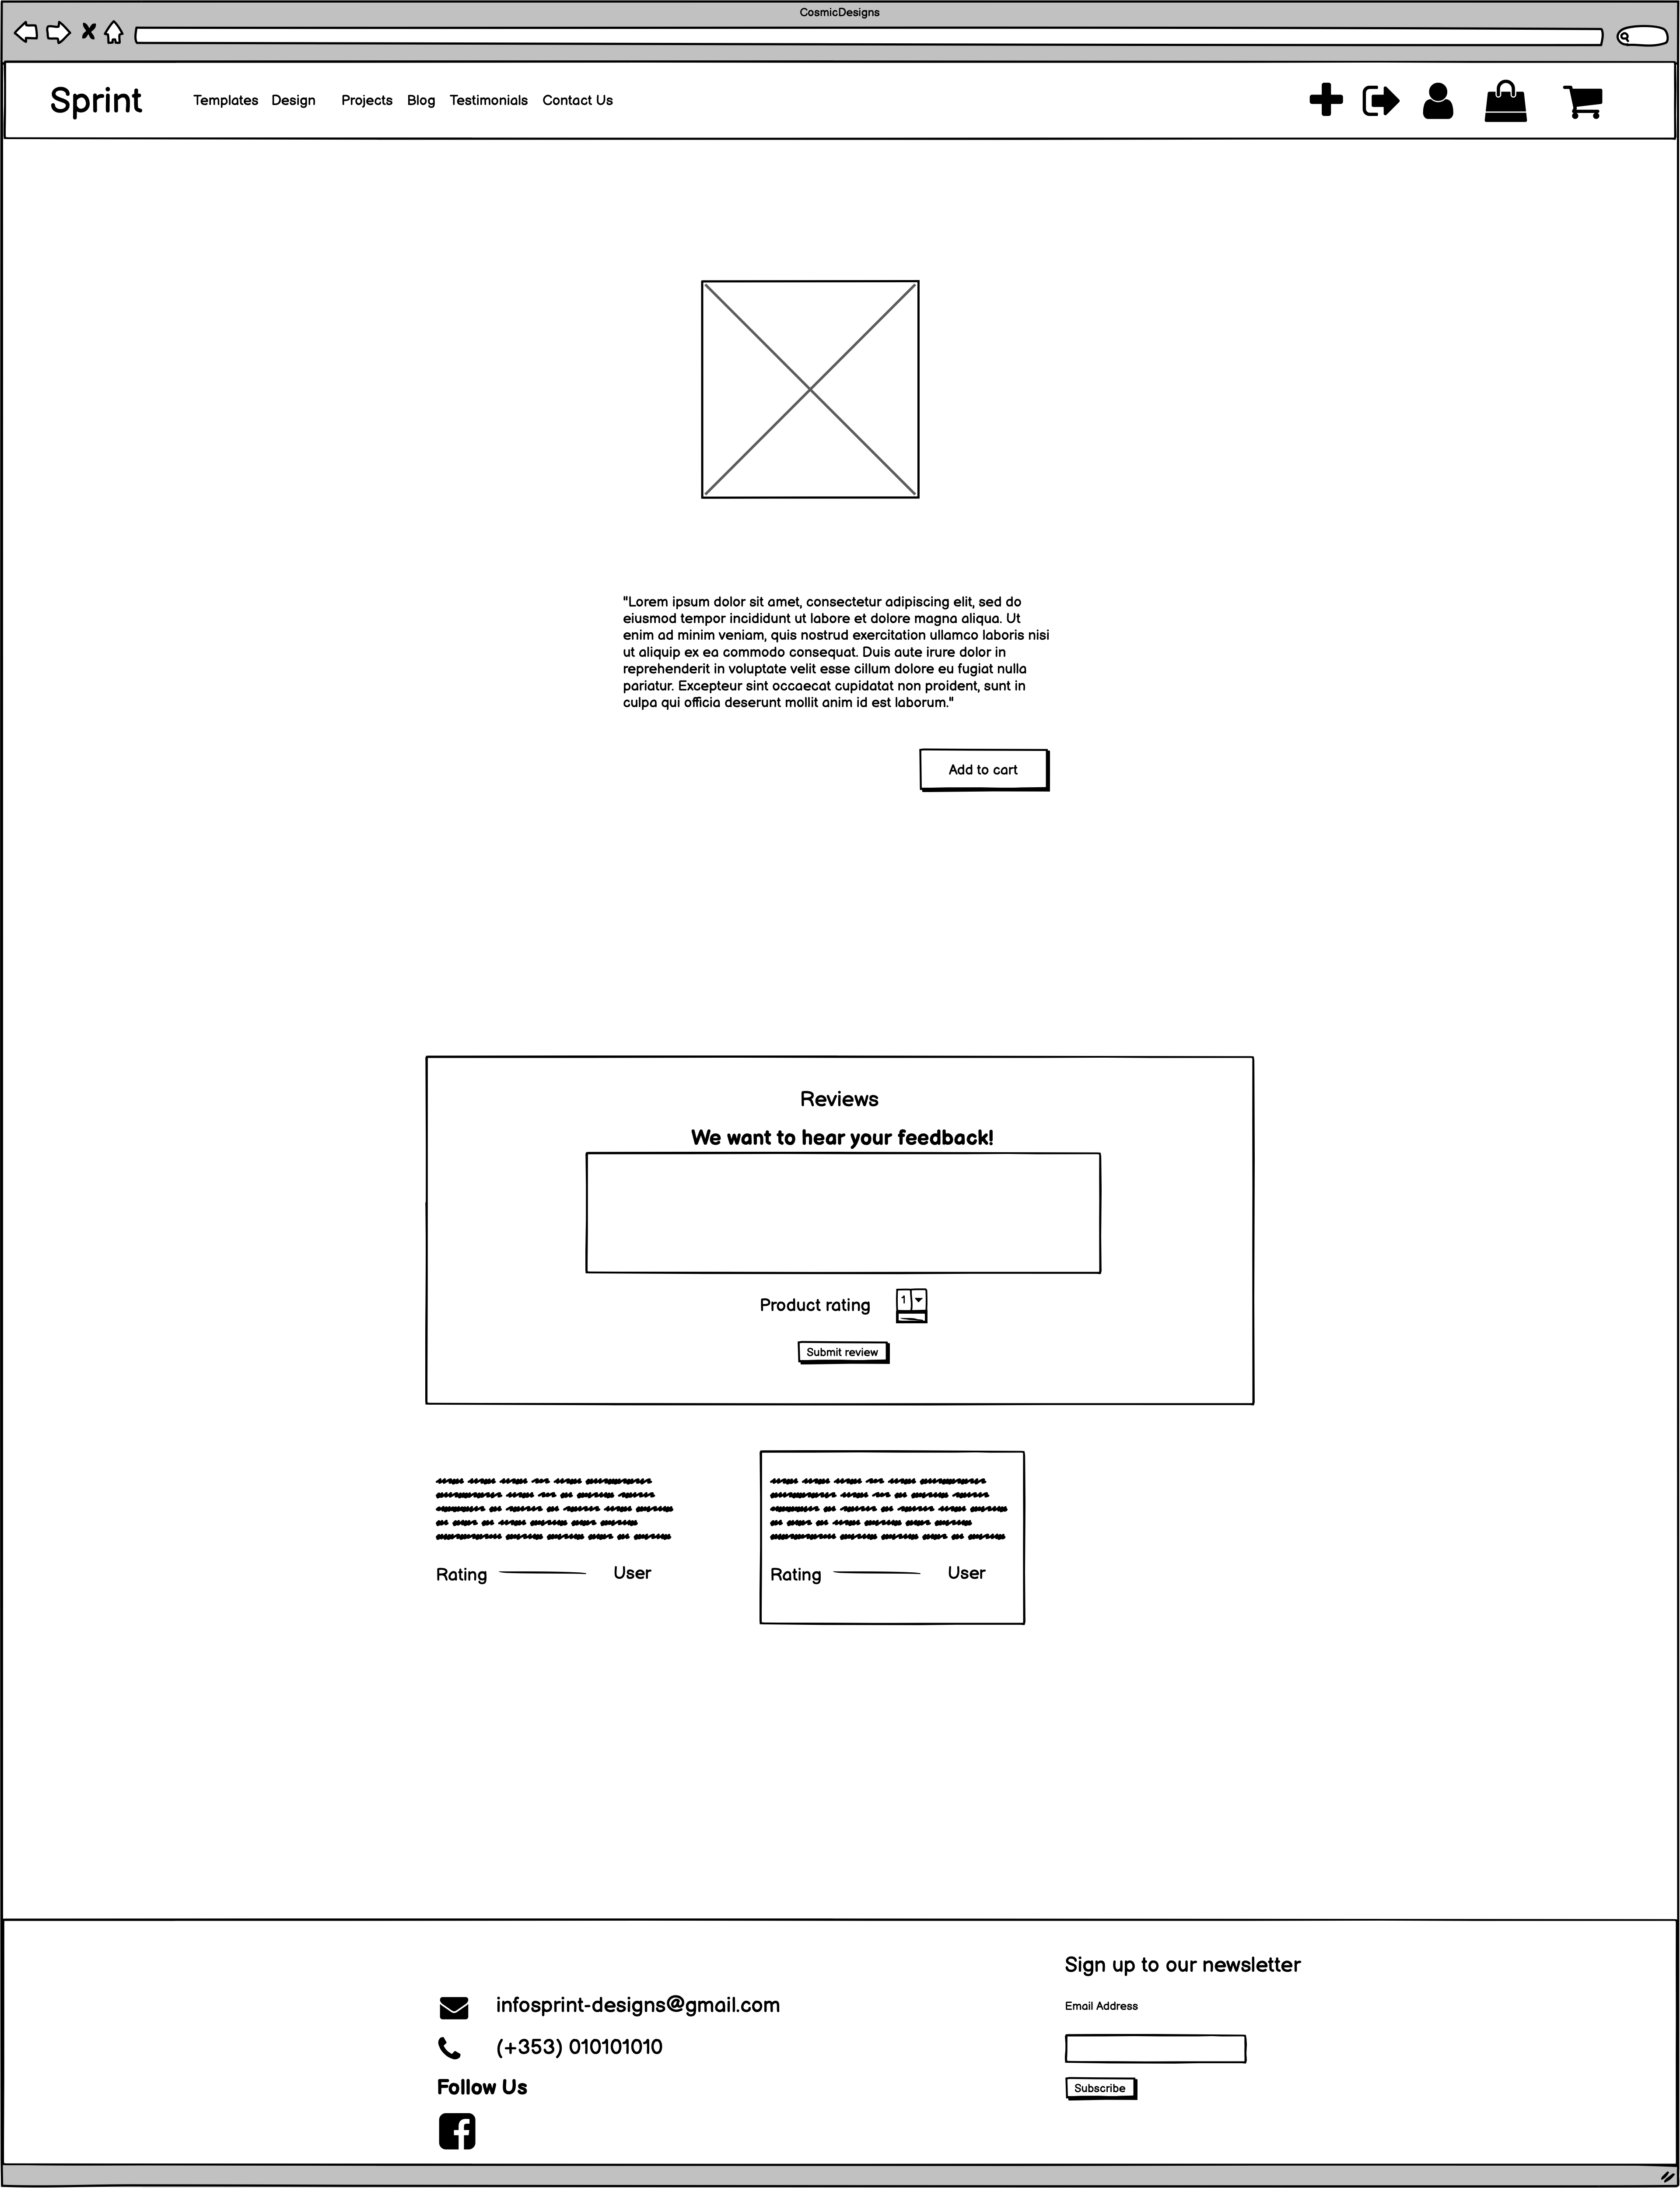 CosmicDesigns
Sprint Templates Design Projects Blog Testimonials Contact Us
"Lorem ipsum dolor sit amet, consectetur adipiscing elit, sed do
eiusmod tempor incididunt ut labore et dolore magna aliqua. Ut
enim ad minim veniam, quis nostrud exercitation ullamco laboris nisi
ut aliquip ex ea commodo consequat. Duis aute irure dolor in
reprehenderit in voluptate velit esse cillum dolore eu fugiat nulla
pariatur. Excepteur sint occaecat cupidatat non proident, sunt in
culpa qui officia deserunt mollit anim id est laborum."
Add to cart
Reviews
We want to hear your feedback!
Product rating 1
Submit review
Rating User
Rating User
infosprint-designs@gmail.com
(+353) 010101010
Follow Us
Sign up to our newsletter
Email Address
Subscribe